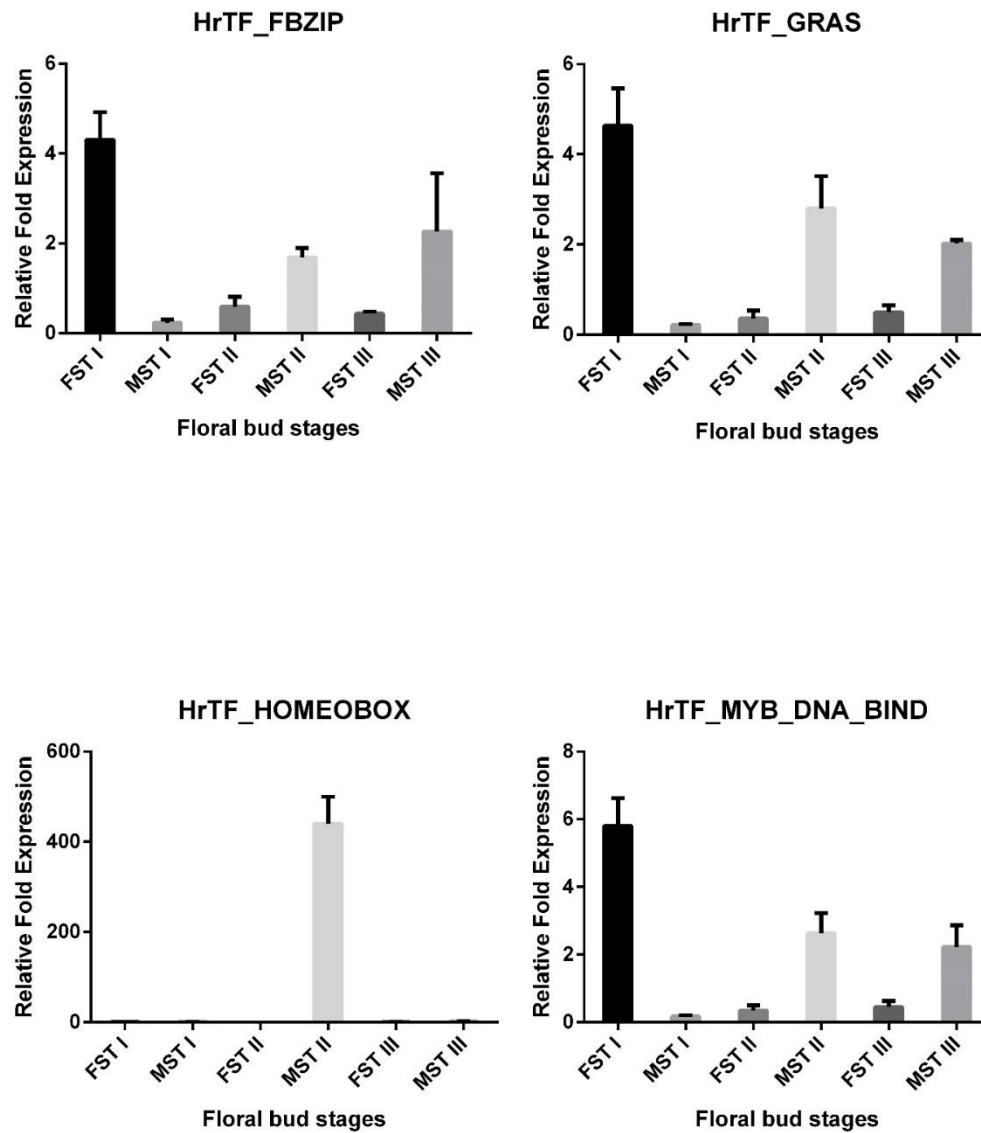 HrTF_FBZIP
Relative Fold Expression
6
4
2
0
FST I
MST I
FST II
MST II
FST III
MST III
Floral bud stages
HrTF_GRAS
Relative Fold Expression
6
4
2
0
FST I
MST I
FST II
MST II
FST III
MST III
Floral bud stages
HrTF_HOMEOBOX
Relative Fold Expression
600
400
200
0
FST I
MST I
FST II
MST II
FST III
MST III
Floral bud stages
HrTF_MYB_DNA_BIND
Relative Fold Expression
8
6
4
2
0
FST I
MST I
FST II
MST II
FST III
MST III
Floral bud stages